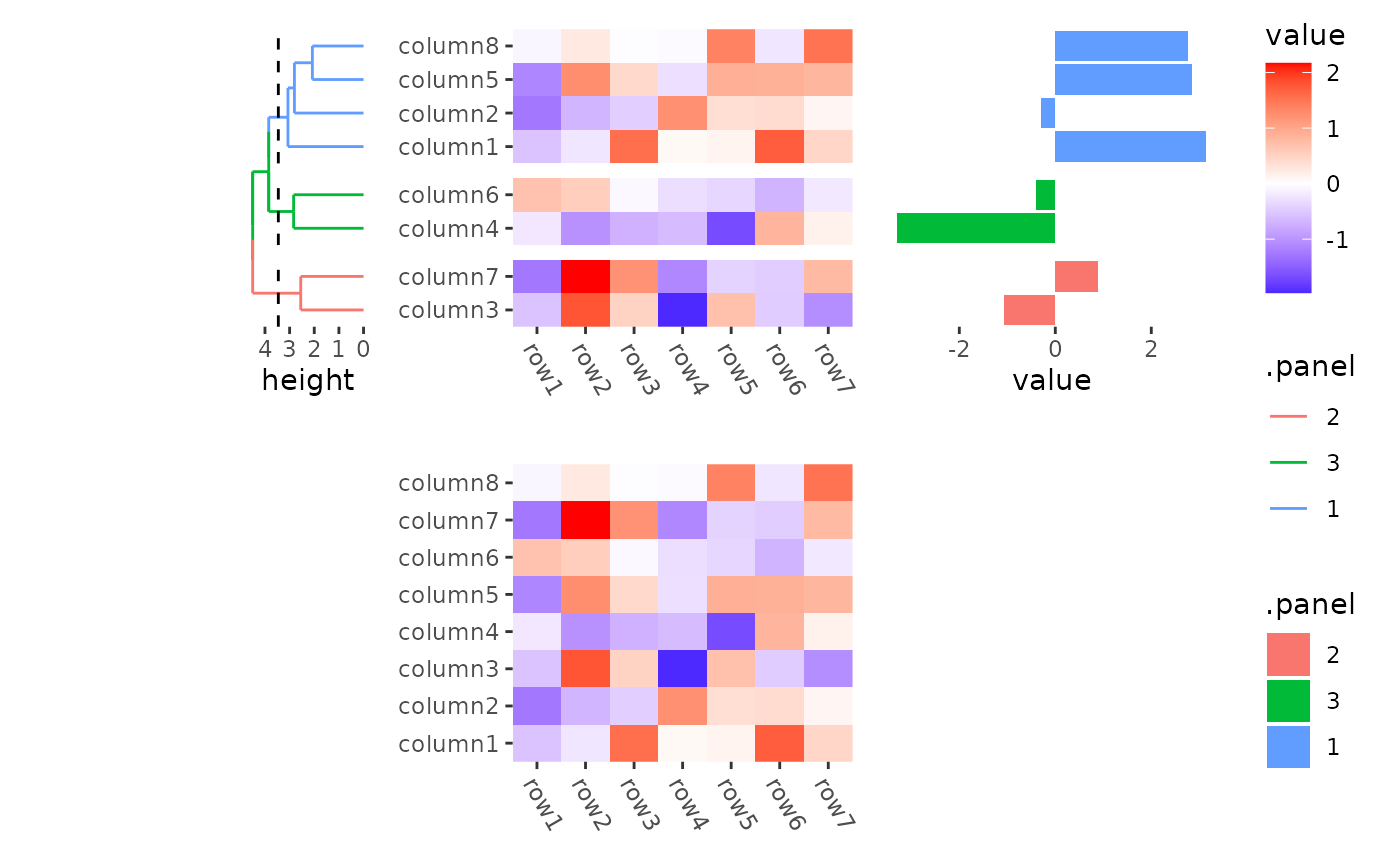 column8
column5
column2
column1
column6
column4
column7
column3
4 3 2 1 0
height
row1 row2 row3 row4 row5 row6 row7
-2 0 2
value
value
2
1
0
-1
.panel
2
3
1
column8
column7
column6
column5
column4
column3
column2
column1
row1 row2 row3 row4 row5 row6 row7
.panel
2
3
1